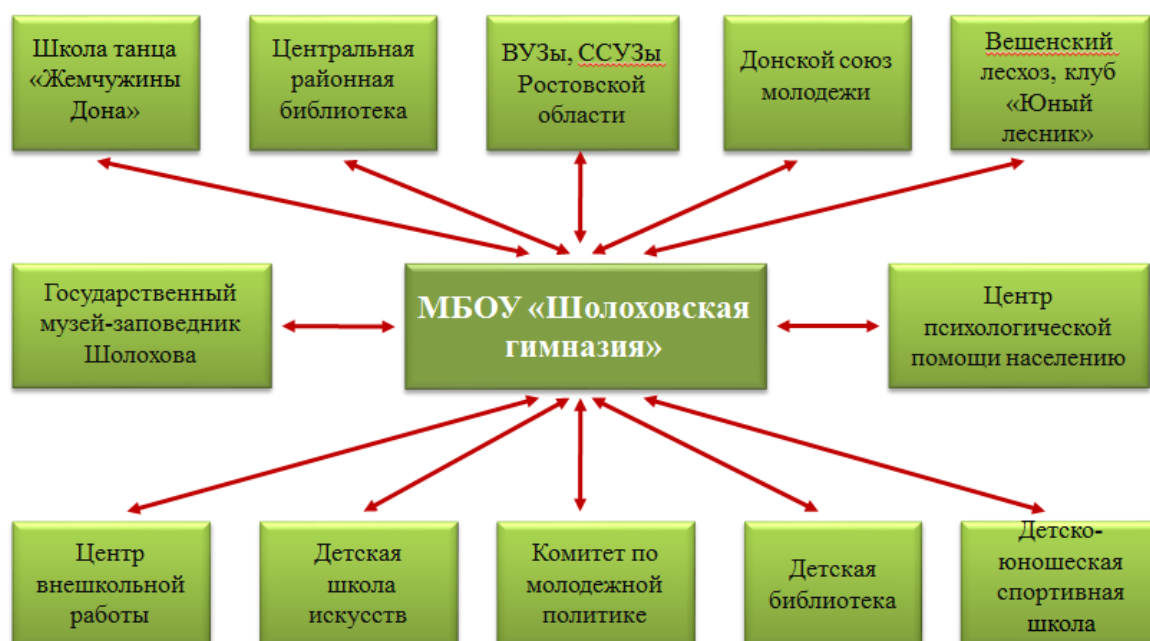 Школа танца
«Жемчужины
Дона»
Центральная
районная
библиотека
ВУЗы, ССУЗы
Ростовской
области
Донской союз
молодежи
Вешенский
лесхоз, клуб
«Юный
лесник»
Государственный
музей-заповедник
Шолохова
МБОУ «Шолоховская
гимназия»
Центр
психологической
помощи населению
Центр
внешкольной
работы
Детская
школа
искусств
Комитет по
молодежной
политике
Детская
библиотека
Детско-
юношеская
спортивная
школа